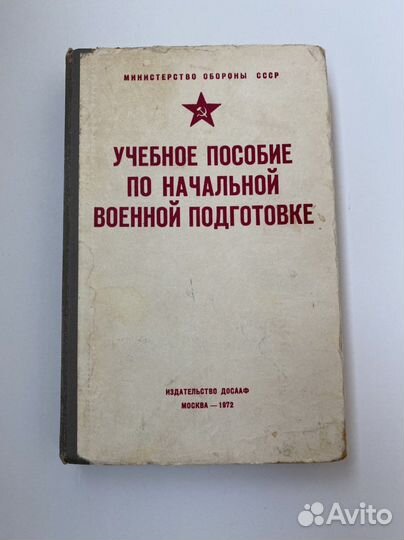 МИНИСТЕРСТВО ОБОРОНЫ СССР
УЧЕБНОЕ ПОСОБИЕ
ПО НАЧАЛЬНОЙ
ВОЕННОЙ ПОДГОТОВКЕ
ИЗДАТЕЛЬСТВО ДОСААФ
МОСКВА — 1972
Avito